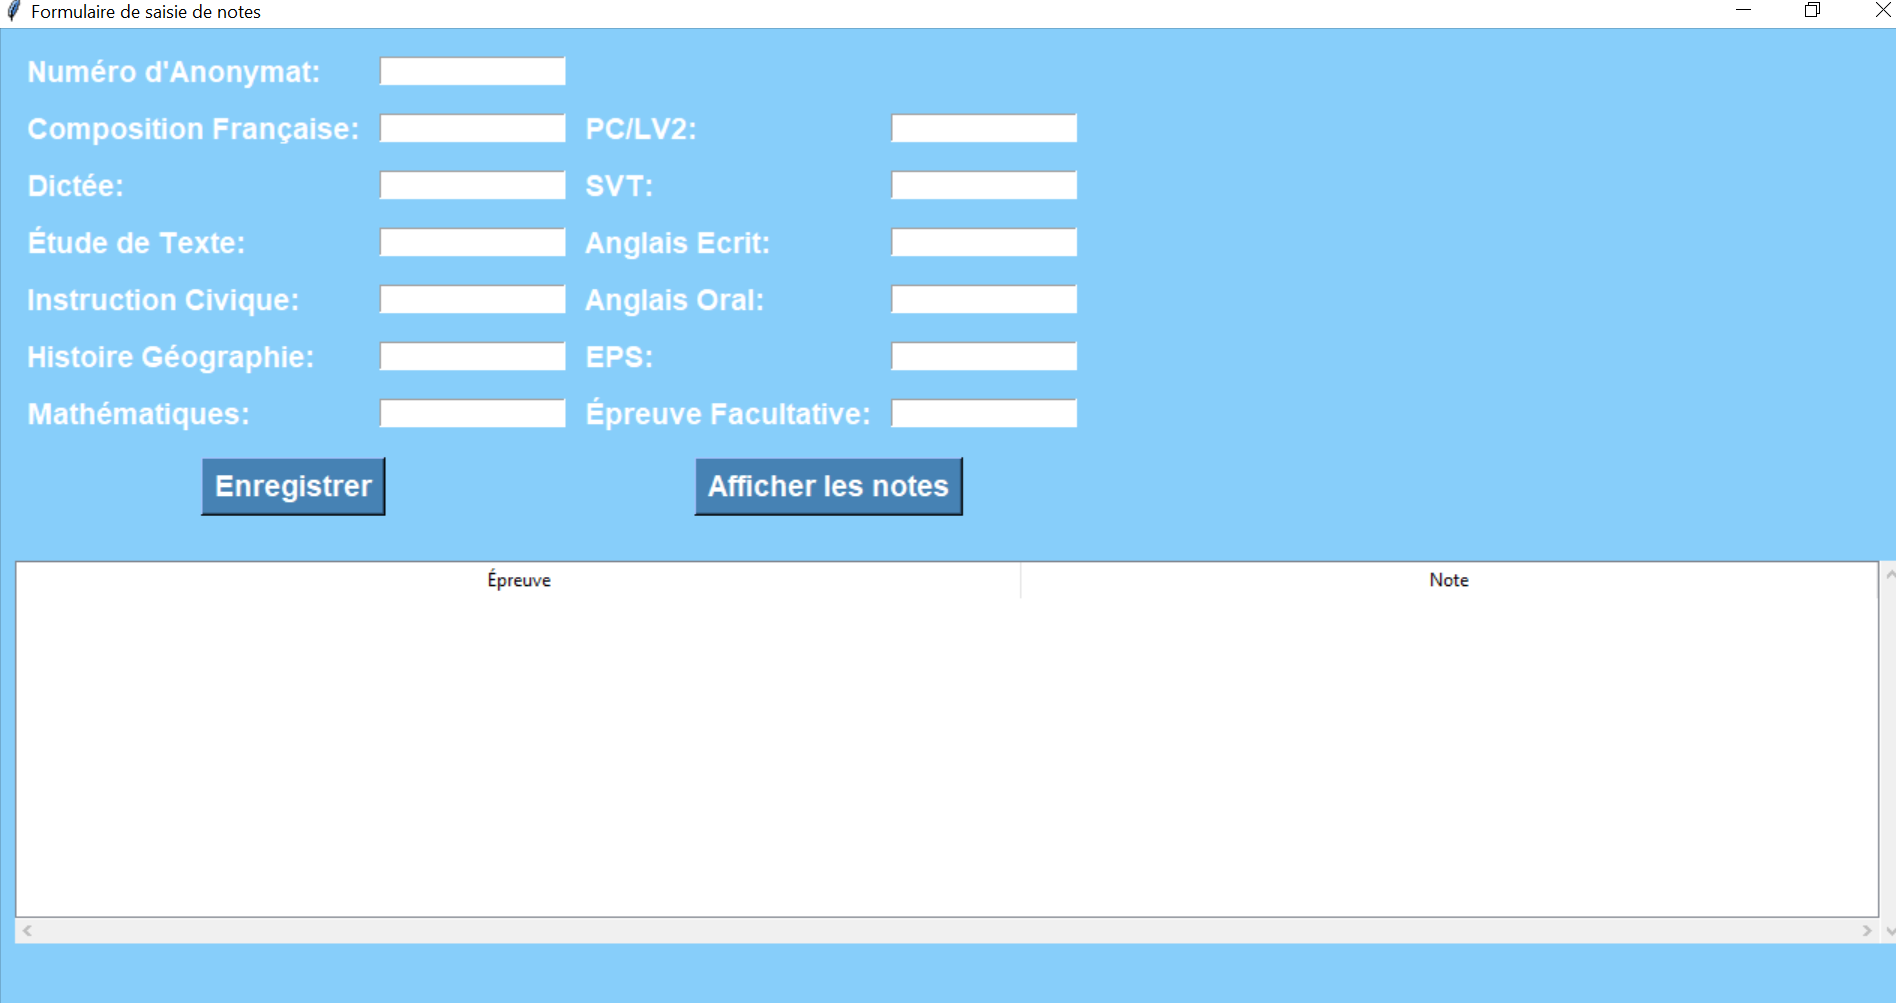 Formulaire de saisie de notes
Numéro d'Anonymat:
Composition Française: PC/LV2:
Dictée: SVT:
Étude de Texte: Anglais Ecrit:
Instruction Civique: Anglais Oral:
Histoire Géographie: EPS:
Mathématiques: Épreuve Facultative:
Enregistrer Afficher les notes
Épreuve Note